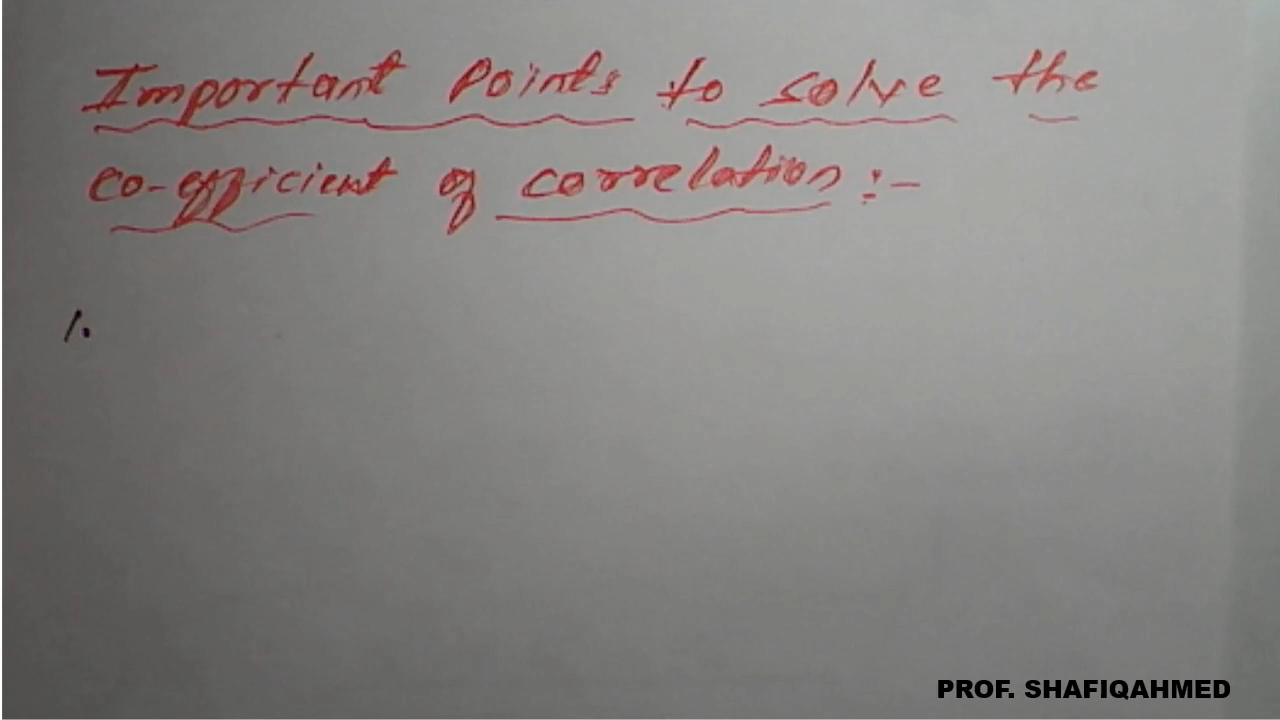 Important Points to solve the
co-efficient of correlation :-
1.
PROF. SHAFIQAHMED